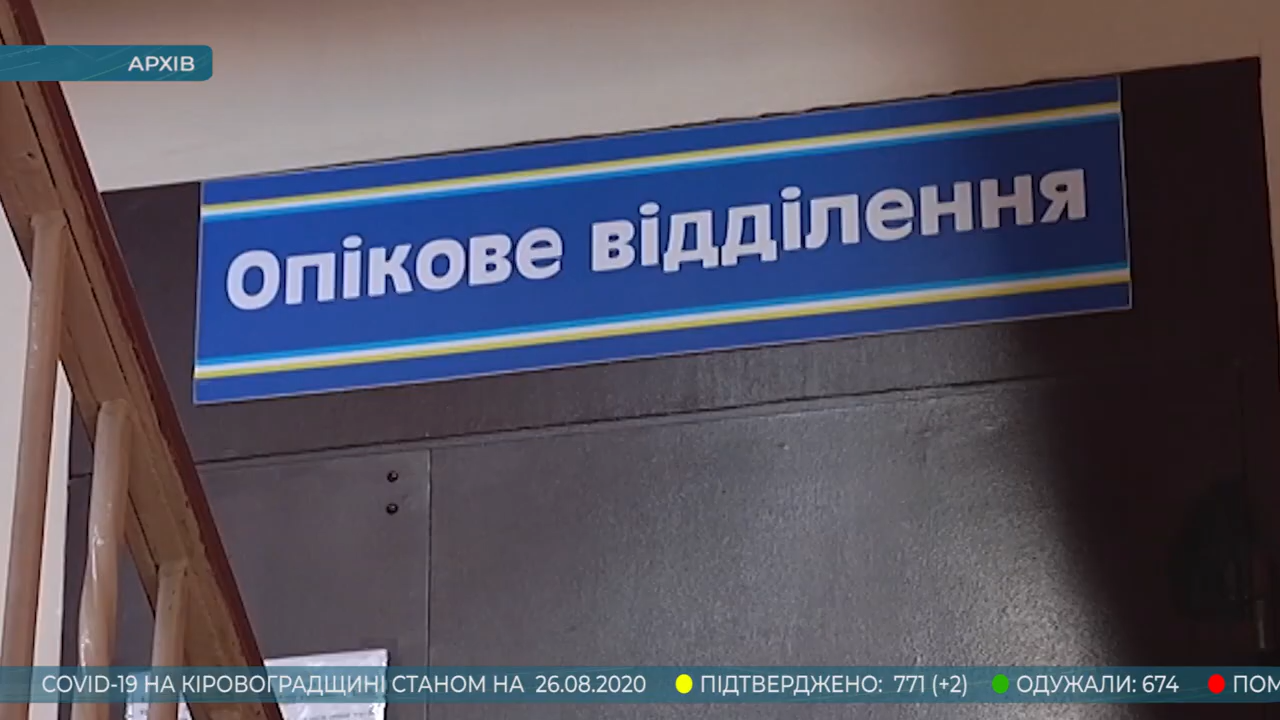 АРХІВ
Опікове відділення
COVID-19 НА КІРОВОГРАДЩИНІ СТАНОМ НА 26.08.2020 ПІДТВЕРДЖЕНО: 771 (+2) ОДУЖАЛИ: 674